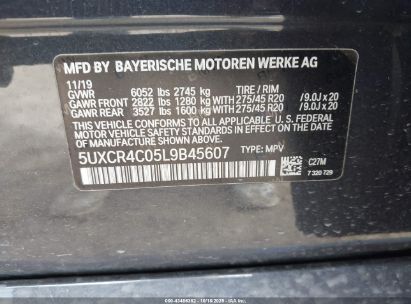 MFD BY BAYERISCHE MOTOREN WERKE AG
11/19
GVWR 6052 lbs 2745 kg TIRE / RIM
GAWR FRONT 2822 lbs 1280 kg WITH 275/45 R20 /9.0J x 20
GAWR REAR 3527 lbs 1600 kg WITH 275/45 R20 /9.0J x 20
THIS VEHICLE CONFORMS TO ALL APPLICABLE U.S. FEDERAL MOTOR
VEHICLE SAFETY STANDARDS IN EFFECT ON THE DATE OF MANUFACTURE SHOWN ABOVE.
5UXCR4C05L9B45607 TYPE: MPV
C27M
7 320 729